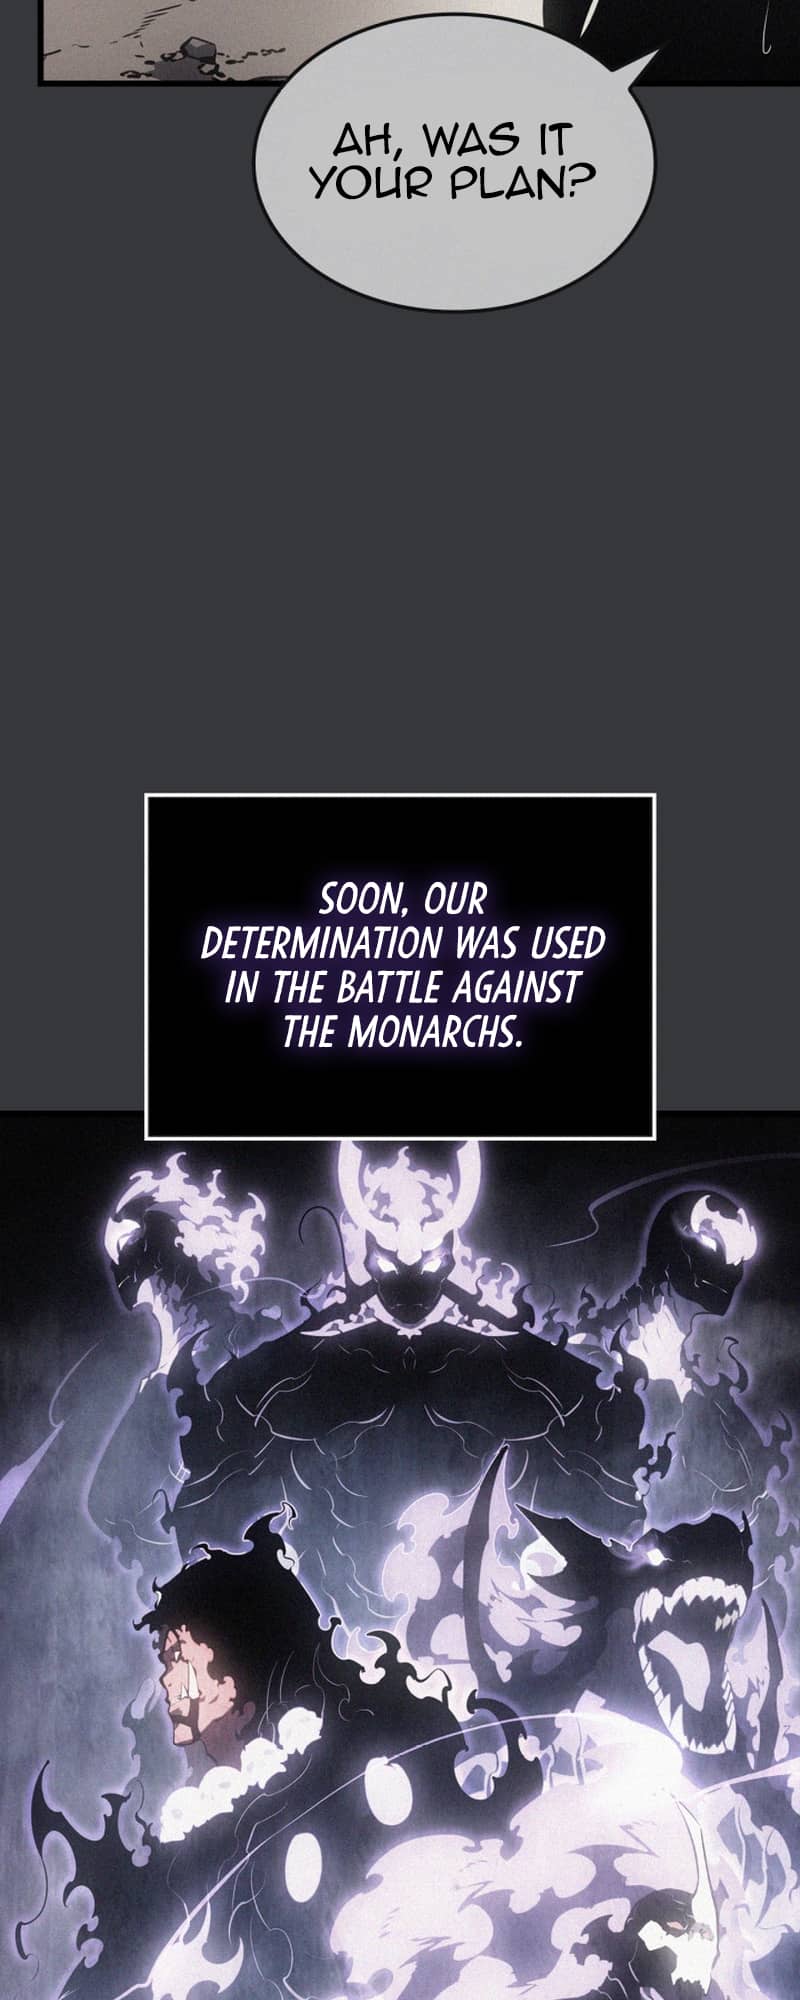 AH, WAS IT
YOUR PLAN?
SOON, OUR
DETERMINATION WAS USED
IN THE BATTLE AGAINST
THE MONARCHS.